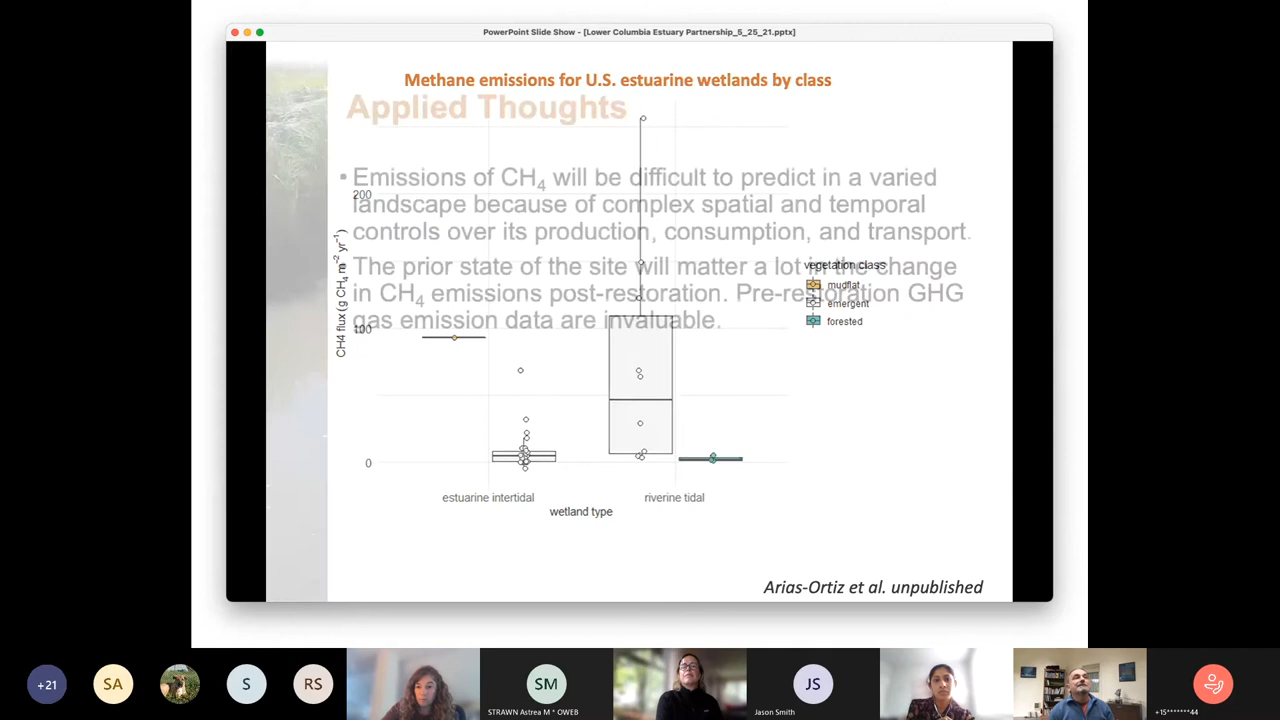 PowerPoint Slide Show - [Lower Columbia Estuary Partnership_5_25_21.pptx]
Methane emissions for U.S. estuarine wetlands by class
Applied Thoughts
• Emissions of CH4 will be difficult to predict in a varied
landscape because of complex spatial and temporal
controls over its production, consumption, and transport.
The prior state of the site will matter a lot in the change
in CH4 emissions post-restoration. Pre-restoration GHG
gas emission data are invaluable.
CH4 flux (g CH4 m−2 yr−1)
200
100
0
vegetation class
mudflat
emergent
forested
estuarine intertidal
riverine tidal
wetland type
Arias-Ortiz et al. unpublished
+21
SA
S
RS
SM
STRAWN Astrea M * OWEB
JS
Jason Smith
+15*******44